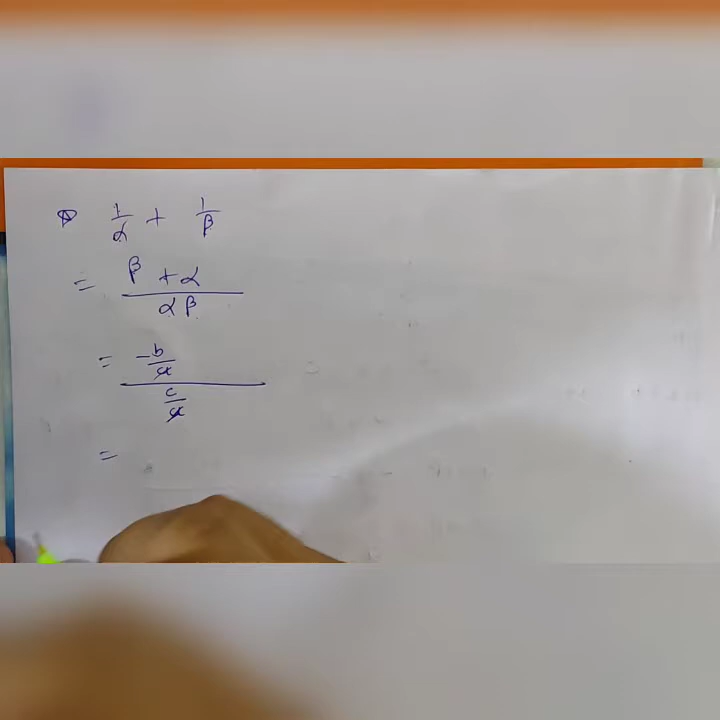 1/α + 1/β
= β + α / αβ
= -b/a / c/a
=